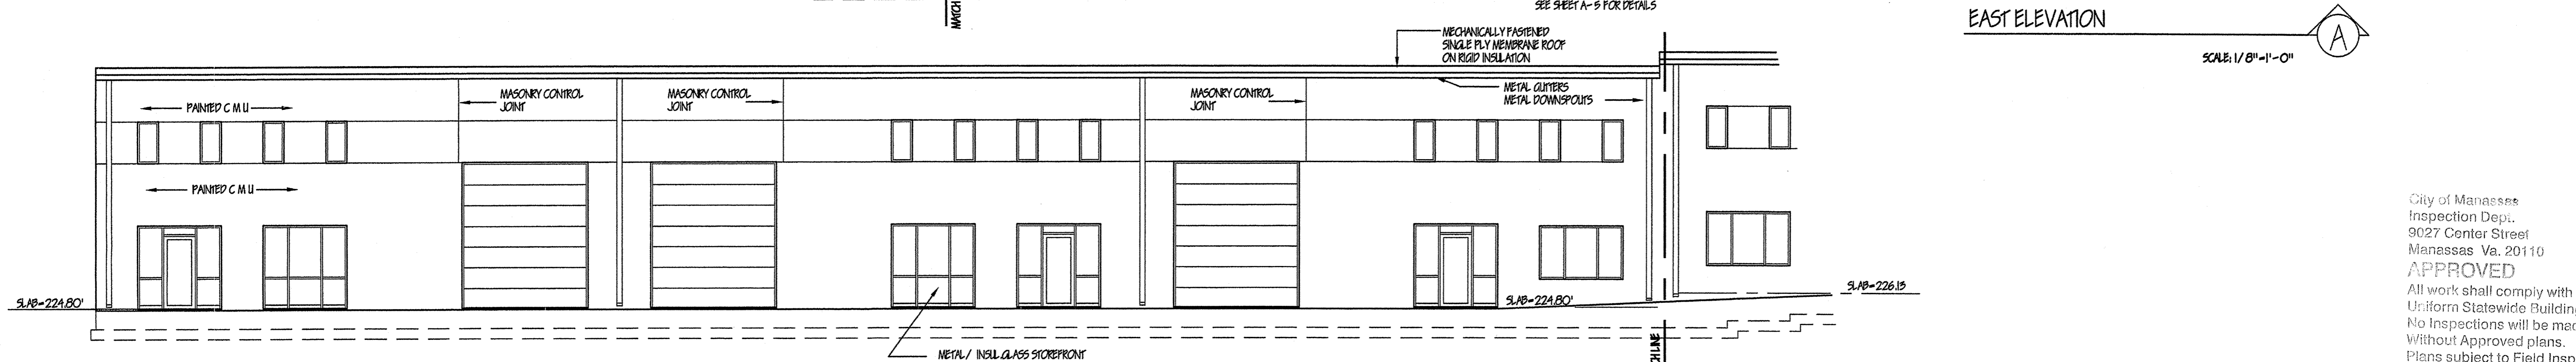 SEE SHEET A-5 FOR DETAILS
MATCH
EAST ELEVATION
A
SCALE: 1/8"=1'-0"
MECHANICALLY FASTENED
SINGLE PLY MEMBRANE ROOF
ON RIGID INSULATION
METAL GUTTERS
METAL DOWNSPOUTS
PAINTED C M U
MASONRY CONTROL
JOINT
MASONRY CONTROL
JOINT
MASONRY CONTROL
JOINT
PAINTED C M U
SLAB=224.80'
SLAB=224.80'
SLAB=226.13
METAL/ INSUL.GLASS STOREFRONT
CH LINE
City of Manassas
Inspection Dept.
9027 Center Street
Manassas Va. 20110
APPROVED
All work shall comply with
Uniform Statewide Buildin
No Inspections will be mad
Without Approved plans.
Plans subject to Field Insp